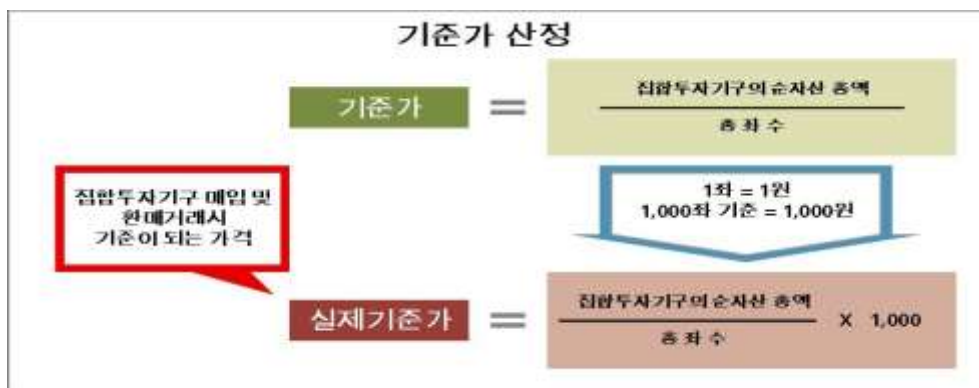 기준가 산정
기준가
=
집합투자기구의 순자산 총액
총 좌 수
집합투자기구 매입 및
환매거래시
기준이 되는 가격
1좌 = 1원
1,000좌 기준 = 1,000원
실제기준가
=
집합투자기구의 순자산 총액
총 좌 수
X 1,000